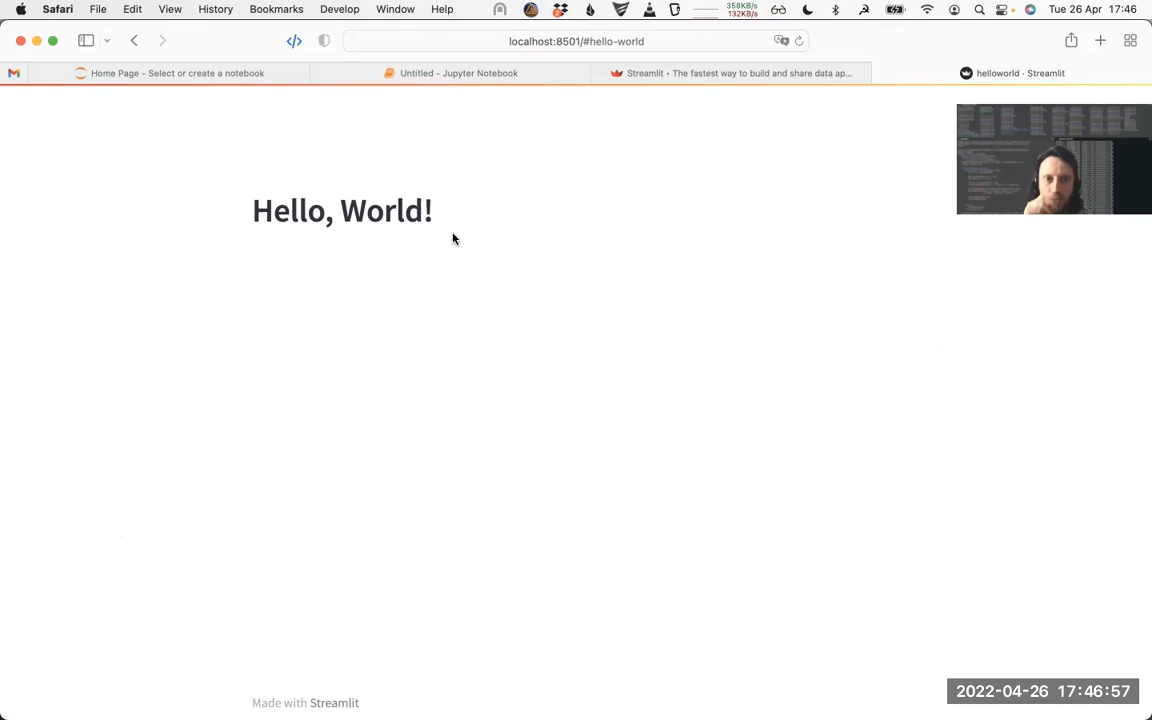 Safari File Edit View History Bookmarks Develop Window Help 358KB/s Tue 26 Apr 17:46
132KB/s
</> localhost:8501/#hello-world
Home Page - Select or create a notebook Untitled - Jupyter Notebook Streamlit • The fastest way to build and share data ap... helloworld · Streamlit
Hello, World!
Made with Streamlit
2022-04-26 17:46:57